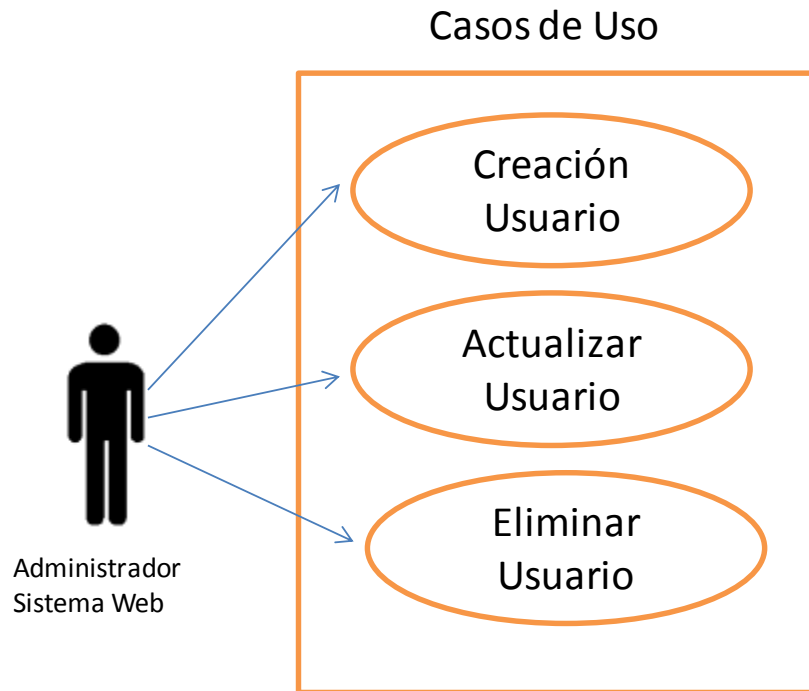 Casos de Uso
Creación
Usuario
Actualizar
Usuario
Eliminar
Usuario
Administrador
Sistema Web